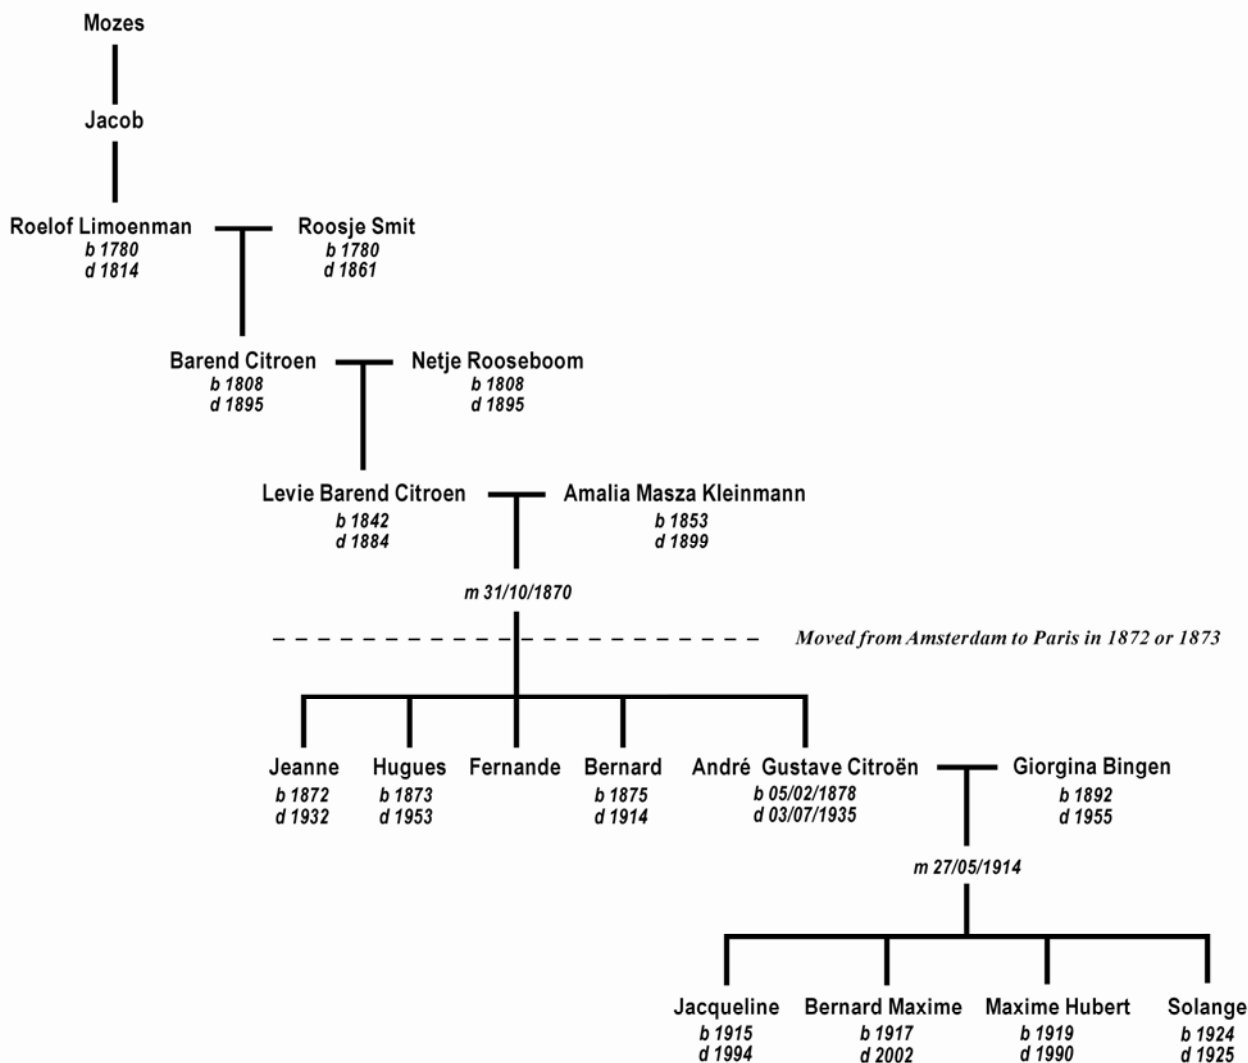 Mozes
Jacob
Roelof Limoenman
b 1780
d 1814
Roosje Smit
b 1780
d 1861
Barend Citroen
b 1808
d 1895
Netje Rooseboom
b 1808
d 1895
Levie Barend Citroen
b 1842
d 1884
Amalia Masza Kleinmann
b 1853
d 1899
m 31/10/1870
Moved from Amsterdam to Paris in 1872 or 1873
Jeanne
b 1872
d 1932
Hugues
b 1873
d 1953
Fernande
Bernard
b 1875
d 1914
André Gustave Citroën
b 05/02/1878
d 03/07/1935
Giorgina Bingen
b 1892
d 1955
m 27/05/1914
Jacqueline
b 1915
d 1994
Bernard Maxime
b 1917
d 2002
Maxime Hubert
b 1919
d 1990
Solange
b 1924
d 1925